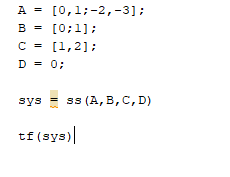 A = [0,1;-2,-3];
B = [0;1];
C = [1,2];
D = 0;
sys = ss(A,B,C,D)
tf(sys)